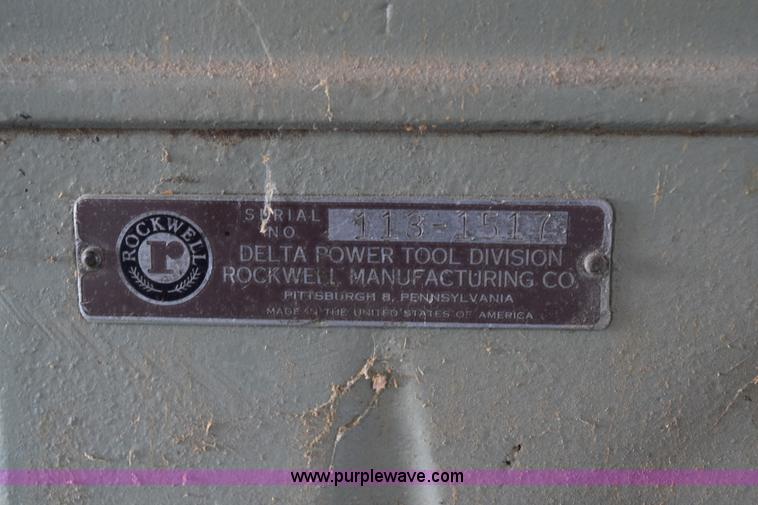 ROCKWELL
r
SERIAL NO. 113-1517
DELTA POWER TOOL DIVISION
ROCKWELL MANUFACTURING CO.
PITTSBURGH 8, PENNSYLVANIA
MADE IN THE UNITED STATES OF AMERICA
www.purplewave.com